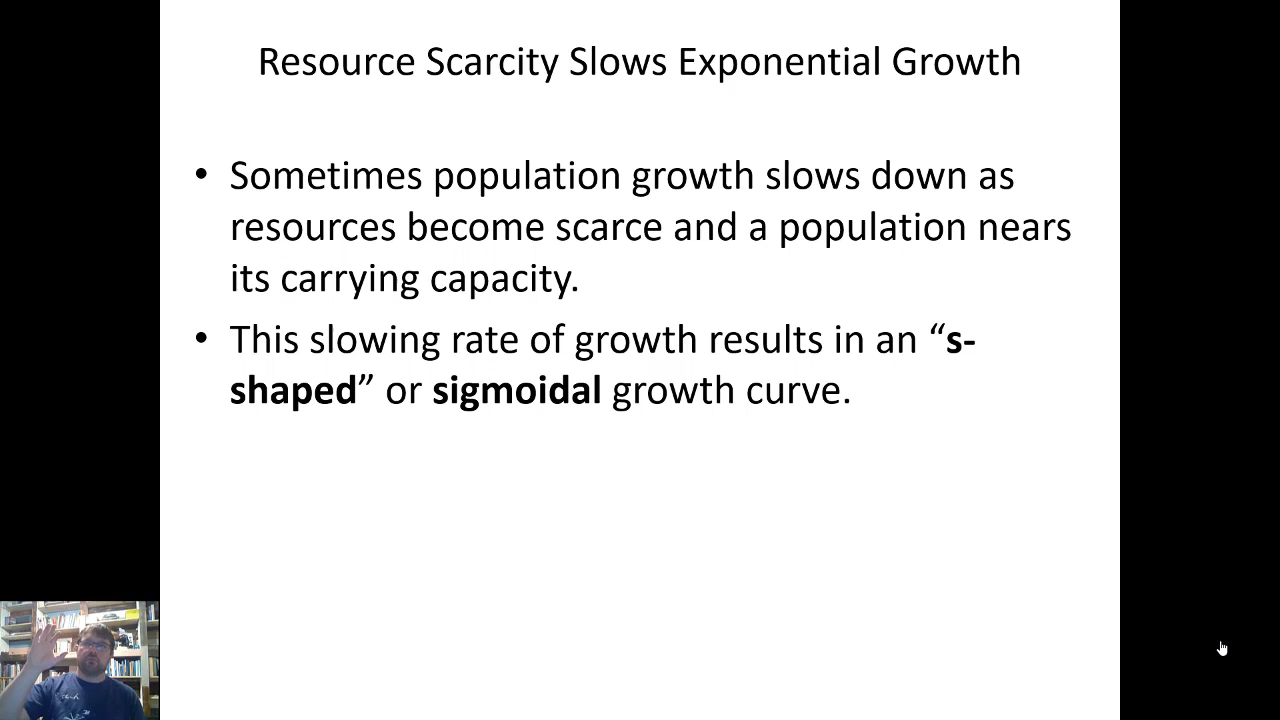 Resource Scarcity Slows Exponential Growth
• Sometimes population growth slows down as
resources become scarce and a population nears
its carrying capacity.
• This slowing rate of growth results in an “s-
shaped” or sigmoidal growth curve.